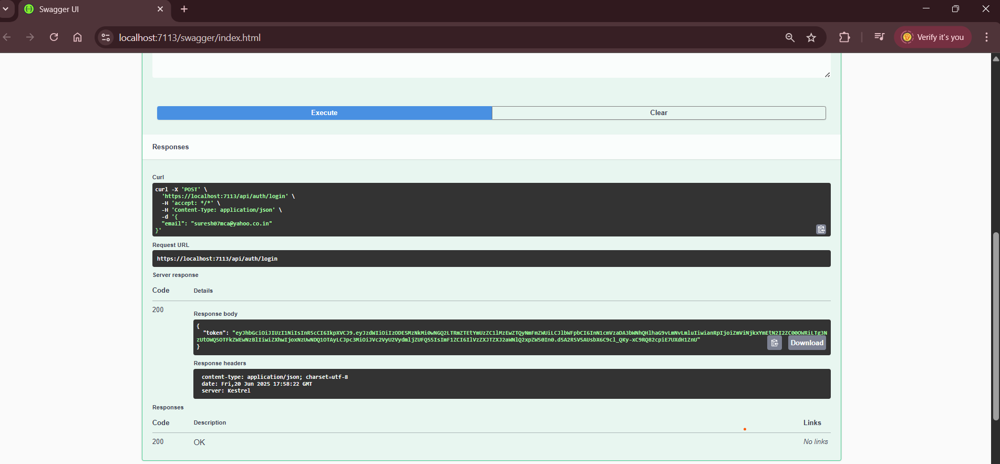 Swagger UI
localhost:7113/swagger/index.html
Verify it's you
Execute
Clear
Responses
Curl
curl -X 'POST' \
'https://localhost:7113/api/auth/login' \
-H 'accept: */*' \
-H 'Content-Type: application/json' \
-d '{
"email": "suresh07mca@yahoo.co.in"
}'
Request URL
https://localhost:7113/api/auth/login
Server response
Code Details
200
Response body
{
"token":
}
Download
Response headers
content-type: application/json; charset=utf-8
date: Fri,20 Jun 2025 17:58:22 GMT
server: Kestrel
Responses
Code Description Links
200 OK No links